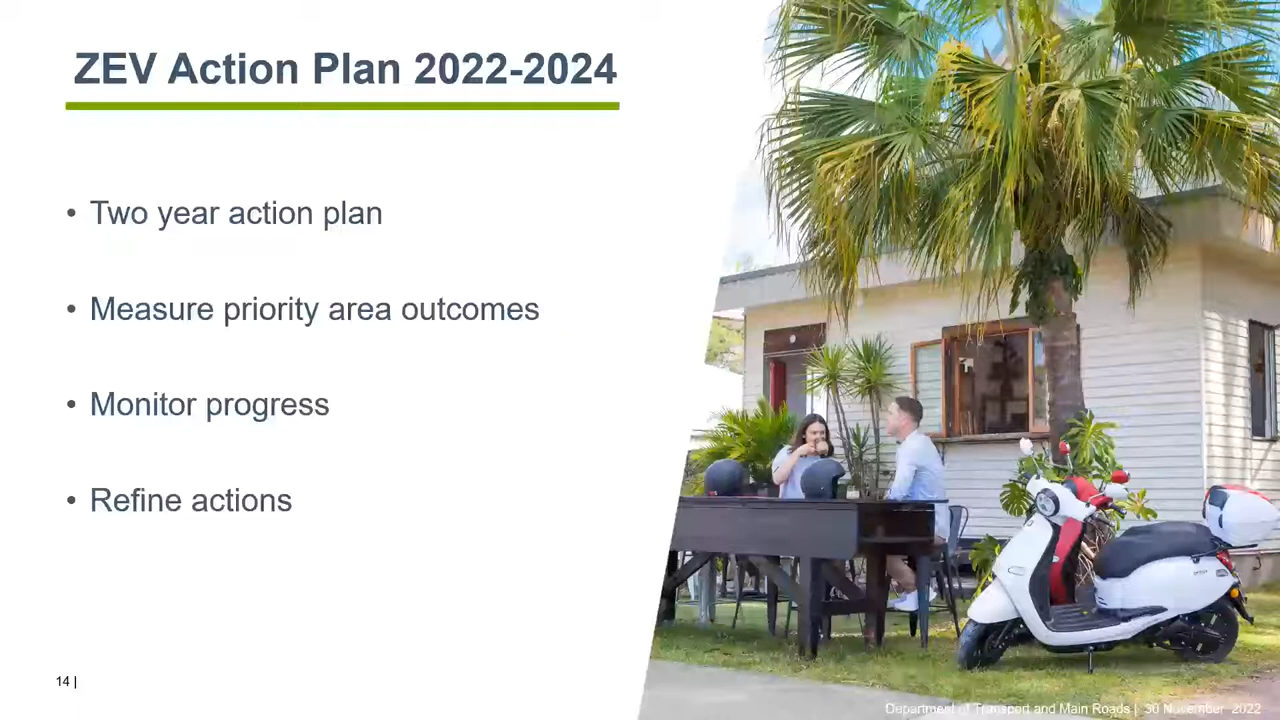 ZEV Action Plan 2022-2024
• Two year action plan
• Measure priority area outcomes
• Monitor progress
• Refine actions
14 |
Department of Transport and Main Roads | 30 November 2022